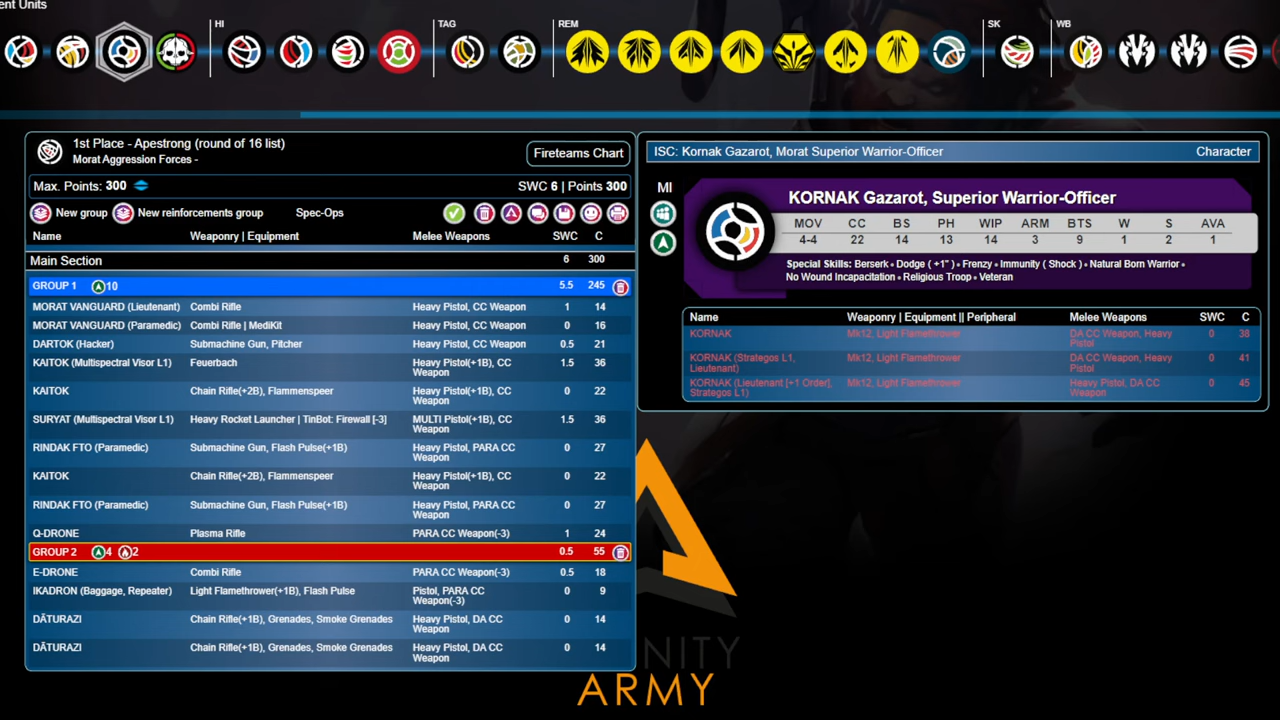 ent Units
HI
TAG
REM
SK
WB
1st Place - Apestrong (round of 16 list)
Morat Aggression Forces -
Fireteams Chart
Max. Points: 300
SWC 6 | Points 300
New group
New reinforcements group
Spec-Ops
Name Weaponry | Equipment Melee Weapons SWC C
Main Section 6 300
GROUP 1 10 5.5 245
MORAT VANGUARD (Lieutenant) Combi Rifle Heavy Pistol, CC Weapon 1 14
MORAT VANGUARD (Paramedic) Combi Rifle | MediKit Heavy Pistol, CC Weapon 0 16
DARTOK (Hacker) Submachine Gun, Pitcher Heavy Pistol, CC Weapon 0.5 21
KAITOK (Multispectral Visor L1) Feuerbach Heavy Pistol(+1B), CC Weapon 1.5 36
KAITOK Chain Rifle(+2B), Flammenspeer Heavy Pistol(+1B), CC Weapon 0 22
SURYAT (Multispectral Visor L1) Heavy Rocket Launcher | TinBot: Firewall [-3] MULTI Pistol(+1B), CC Weapon 1.5 36
RINDAK FTO (Paramedic) Submachine Gun, Flash Pulse(+1B) Heavy Pistol, PARA CC Weapon 0 27
KAITOK Chain Rifle(+2B), Flammenspeer Heavy Pistol(+1B), CC Weapon 0 22
RINDAK FTO (Paramedic) Submachine Gun, Flash Pulse(+1B) Heavy Pistol, PARA CC Weapon 0 27
Q-DRONE Plasma Rifle PARA CC Weapon(-3) 1 24
GROUP 2 4 2 0.5 55
E-DRONE Combi Rifle PARA CC Weapon(-3) 0.5 18
IKADRON (Baggage, Repeater) Light Flamethrower(+1B), Flash Pulse Pistol, PARA CC Weapon(-3) 0 9
DĀTURAZI Chain Rifle(+1B), Grenades, Smoke Grenades Heavy Pistol, DA CC Weapon 0 14
DĀTURAZI Chain Rifle(+1B), Grenades, Smoke Grenades Heavy Pistol, DA CC Weapon 0 14
ISC: Kornak Gazarot, Morat Superior Warrior-Officer Character
MI
KORNAK Gazarot, Superior Warrior-Officer
MOV CC BS PH WIP ARM BTS W S AVA
4-4 22 14 13 14 3 9 1 2 1
Special Skills: Berserk • Dodge ( +1" ) • Frenzy • Immunity ( Shock ) • Natural Born Warrior •
No Wound Incapacitation • Religious Troop • Veteran
Name Weaponry | Equipment || Peripheral Melee Weapons SWC C
KORNAK Mk12, Light Flamethrower DA CC Weapon, Heavy Pistol 0 38
KORNAK (Strategos L1, Lieutenant) Mk12, Light Flamethrower DA CC Weapon, Heavy Pistol 0 41
KORNAK (Lieutenant [+1 Order], Strategos L1) Mk12, Light Flamethrower Heavy Pistol, DA CC Weapon 0 45
NITY
ARMY